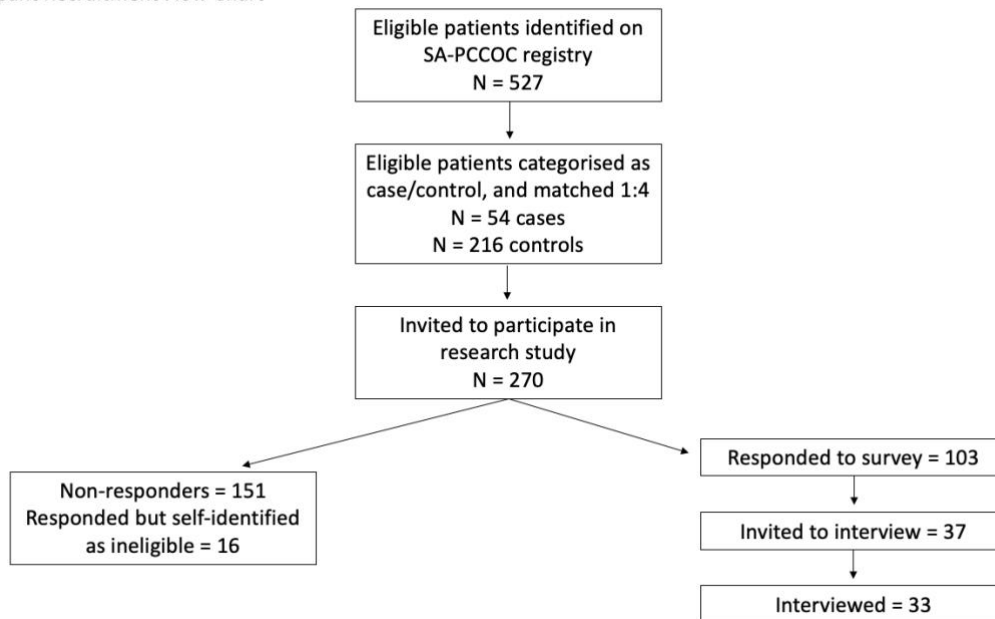 Eligible patients identified on
SA-PCCOC registry
N = 527
Eligible patients categorised as
case/control, and matched 1:4
N = 54 cases
N = 216 controls
Invited to participate in
research study
N = 270
Non-responders = 151
Responded but self-identified
as ineligible = 16
Responded to survey = 103
Invited to interview = 37
Interviewed = 33